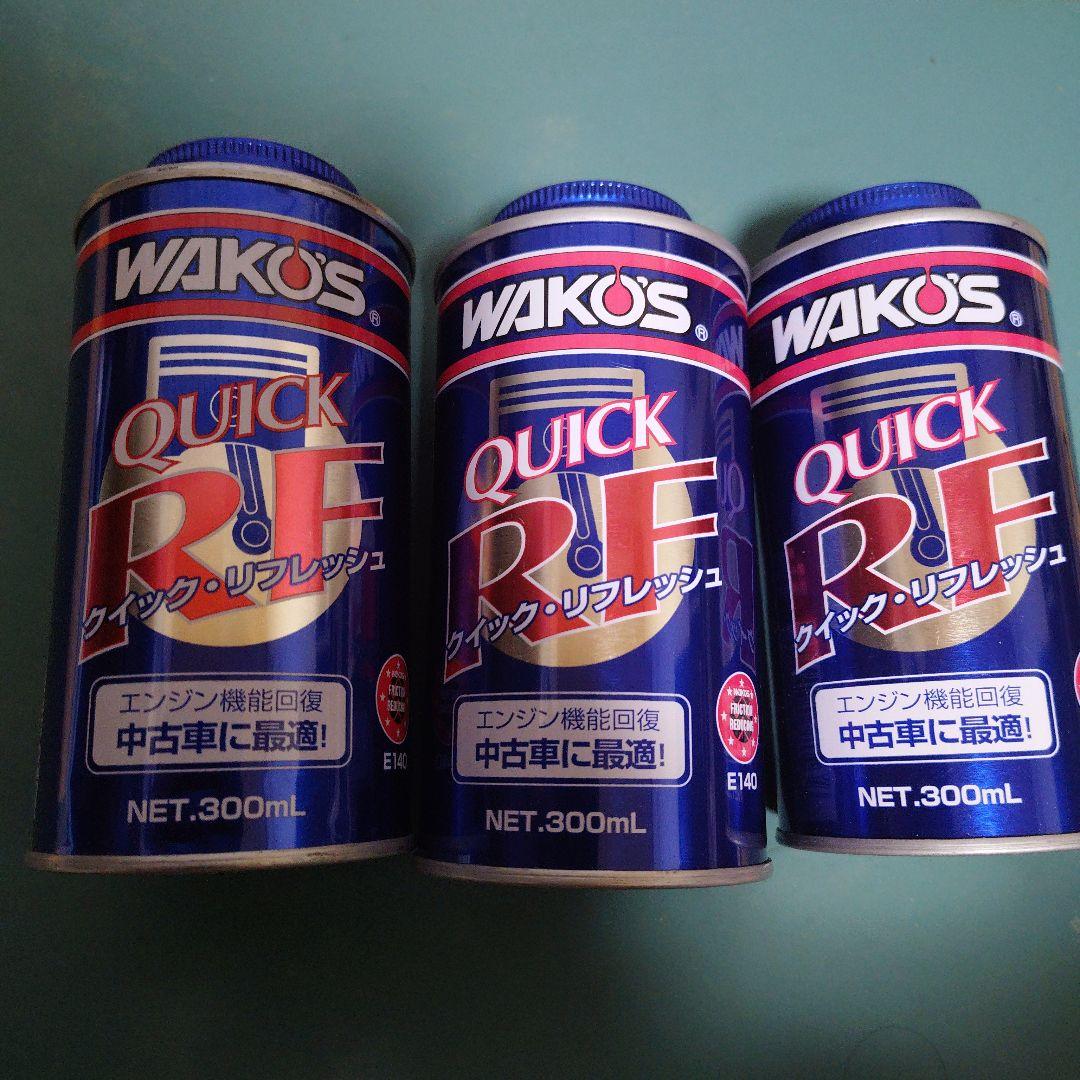 WAKO'S®
QUICK
RF
クイック・リフレッシュ
エンジン機能回復
中古車に最適!
FRICTION
E140
NET.300mL
WAKO'S®
QUICK
RF
クイック・リフレッシュ
エンジン機能回復
中古車に最適!
WAKO'S
FRICTION
REDUCING
E140
NET.300mL
WAKO'S®
QUICK
RF
クイック・リフレッシュ
エンジン機能回復
中古車に最適!
NET.300mL